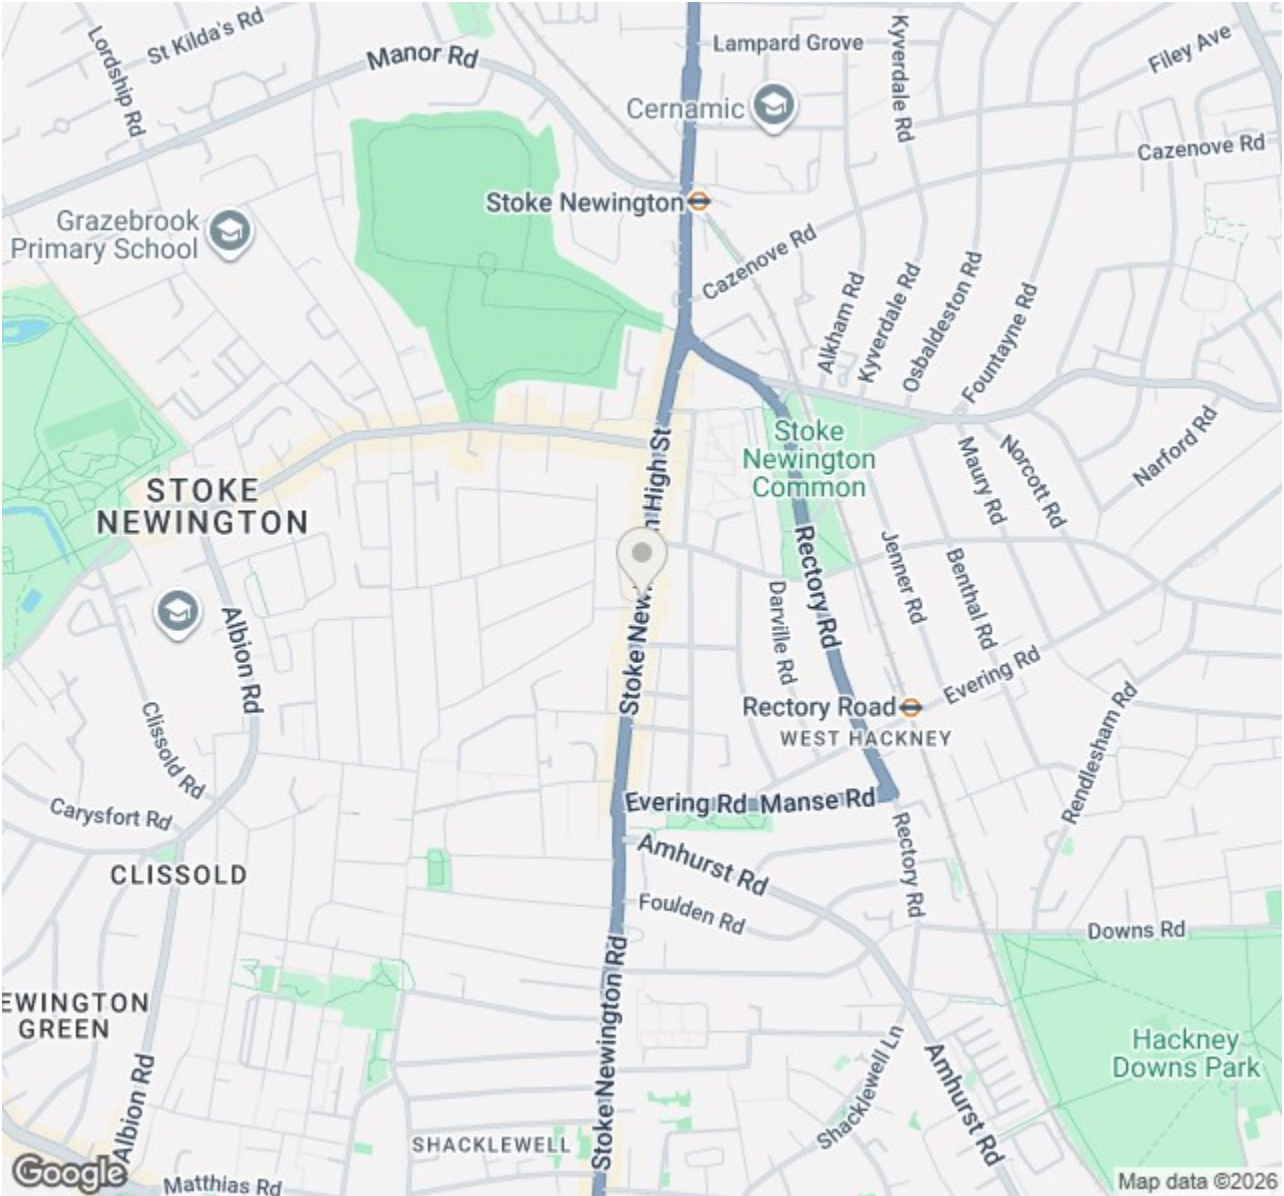 Lordship Rd
St Kilda's Rd
Manor Rd
Lampard Grove
Kyverdale Rd
Filey Ave
Cernamic
Cazenove Rd
Stoke Newington
Grazebrook
Primary School
Cazenove Rd
Alkham Rd
Kyverdale Rd
Osbaldeston Rd
Fountayne Rd
Stoke
Newington
Common
Narford Rd
Norcott Rd
Maury Rd
STOKE
NEWINGTON
Stoke New
n High St
Rectory Rd
Jenner Rd
Benthal Rd
Darville Rd
Albion Rd
Evering Rd
Rectory Road
WEST HACKNEY
Rendlesham Rd
Clissold Rd
Carysfort Rd
Evering Rd
Manse Rd
Rectory Rd
Amhurst Rd
CLISSOLD
Foulden Rd
Downs Rd
Stoke Newington Rd
EWINGTON
GREEN
Hackney
Downs Park
Shacklewell Ln
Amhurst Rd
Albion Rd
SHACKLEWELL
Matthias Rd
Google
Map data ©2026